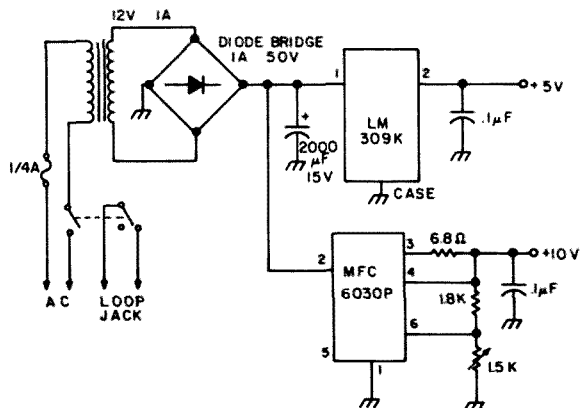 12V 1A
DIODE BRIDGE
1A 50V
1
2
+5V
+
2000
μF
15V
LM
309K
.1μF
CASE
1/4A
AC
LOOP
JACK
2
MFC
6030P
3
6.8Ω
+10V
4
1.8K
.1μF
6
5
1
1.5K